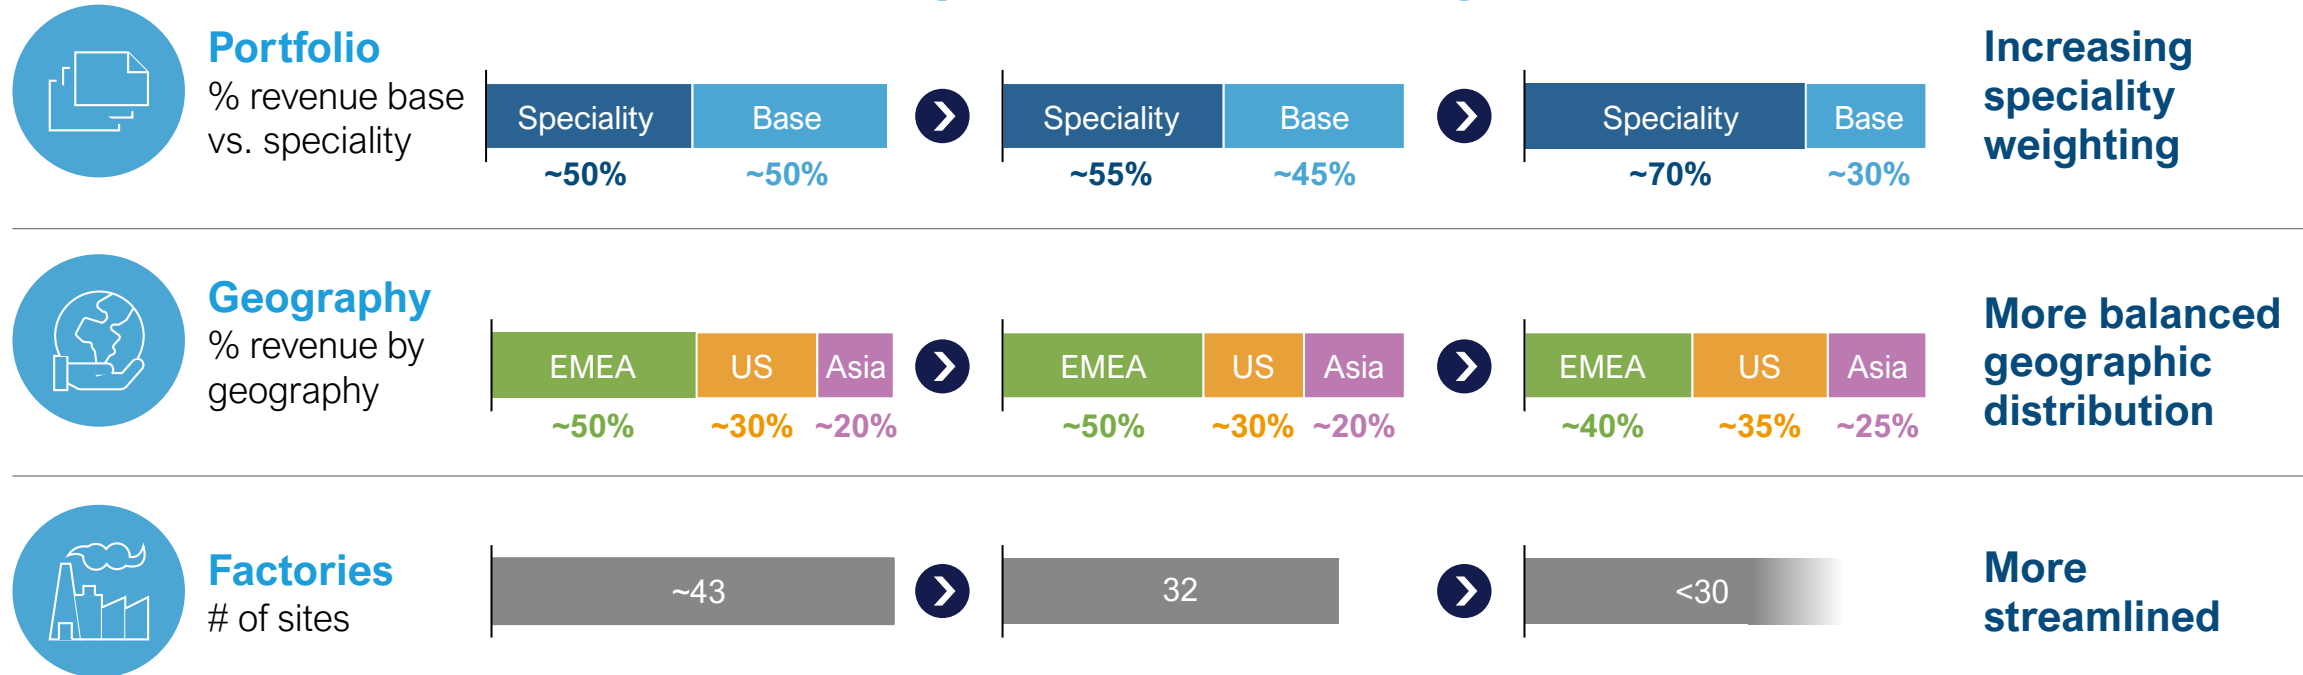 Portfolio
% revenue base
vs. speciality
Speciality
Base
~50%
~50%
Speciality
Base
~55%
~45%
Speciality
Base
~70%
~30%
Increasing
speciality
weighting
Geography
% revenue by
geography
EMEA
US
Asia
~50%
~30%
~20%
EMEA
US
Asia
~50%
~30%
~20%
EMEA
US
Asia
~40%
~35%
~25%
More balanced
geographic
distribution
Factories
# of sites
~43
32
<30
More
streamlined